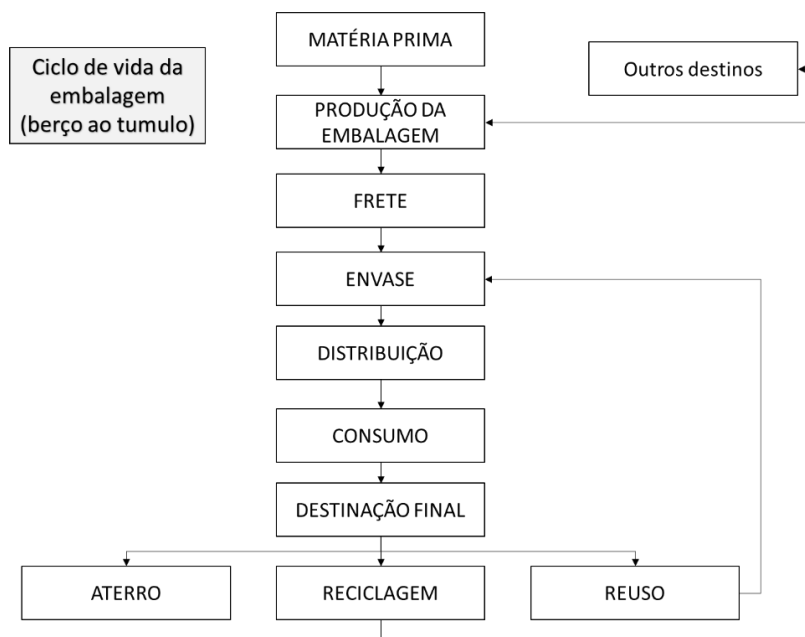 Ciclo de vida da
embalagem
(berço ao tumulo)
MATÉRIA PRIMA
Outros destinos
PRODUÇÃO DA
EMBALAGEM
FRETE
ENVASE
DISTRIBUIÇÃO
CONSUMO
DESTINAÇÃO FINAL
ATERRO
RECICLAGEM
REUSO